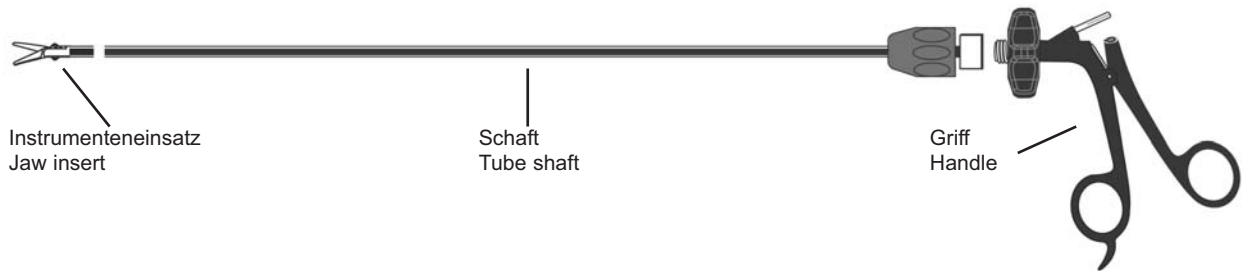 Instrumenteneinsatz
Jaw insert
Schaft
Tube shaft
Griff
Handle